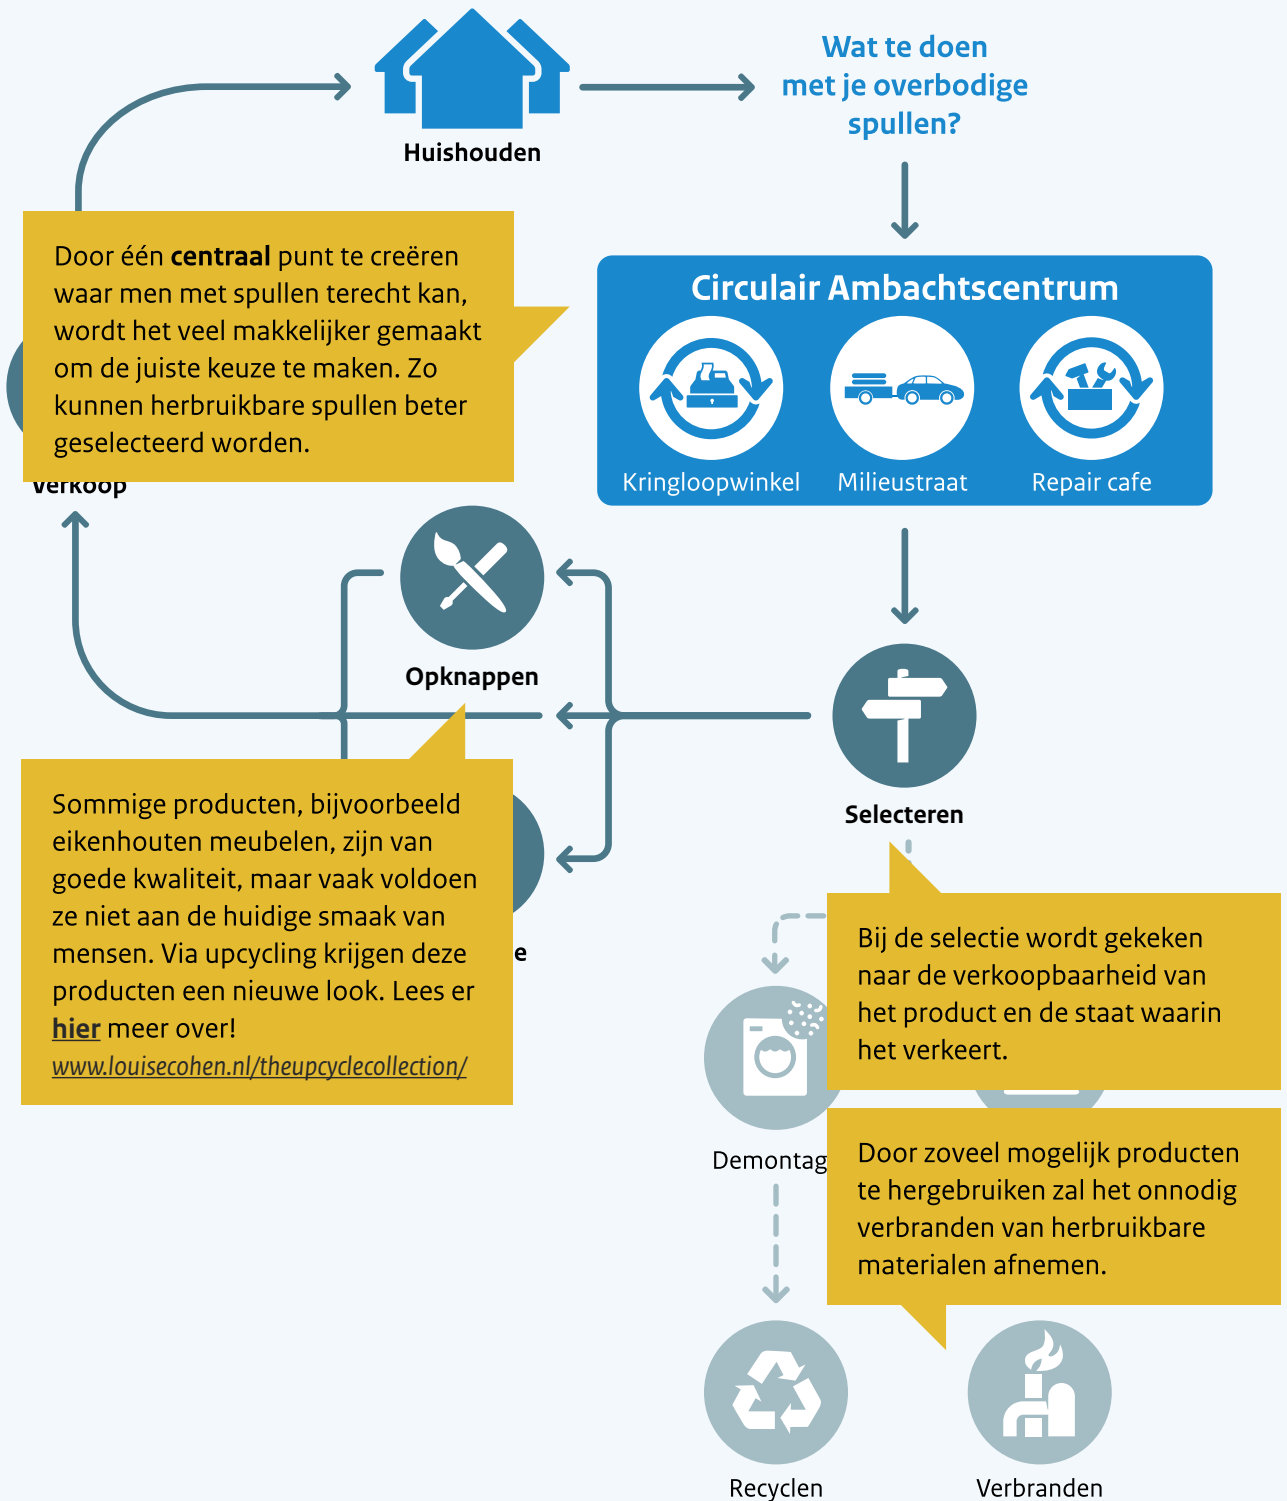 Huishouden
Wat te doen
met je overbodige
spullen?
Door één centraal punt te creëren
waar men met spullen terecht kan,
wordt het veel makkelijker gemaakt
om de juiste keuze te maken. Zo
kunnen herbruikbare spullen beter
geselecteerd worden.
Circulair Ambachtscentrum
Kringloopwinkel
Milieustraat
Repair cafe
Verkoop
Opknappen
Selecteren
Sommige producten, bijvoorbeeld
eikenhouten meubelen, zijn van
goede kwaliteit, maar vaak voldoen
ze niet aan de huidige smaak van
mensen. Via upcycling krijgen deze
producten een nieuwe look. Lees er
hier meer over!
www.louisecohen.nl/theupcyclecollection/
Bij de selectie wordt gekeken
naar de verkoopbaarheid van
het product en de staat waarin
het verkeert.
Demontag
Door zoveel mogelijk producten
te hergebruiken zal het onnodig
verbranden van herbruikbare
materialen afnemen.
Recyclen
Verbranden